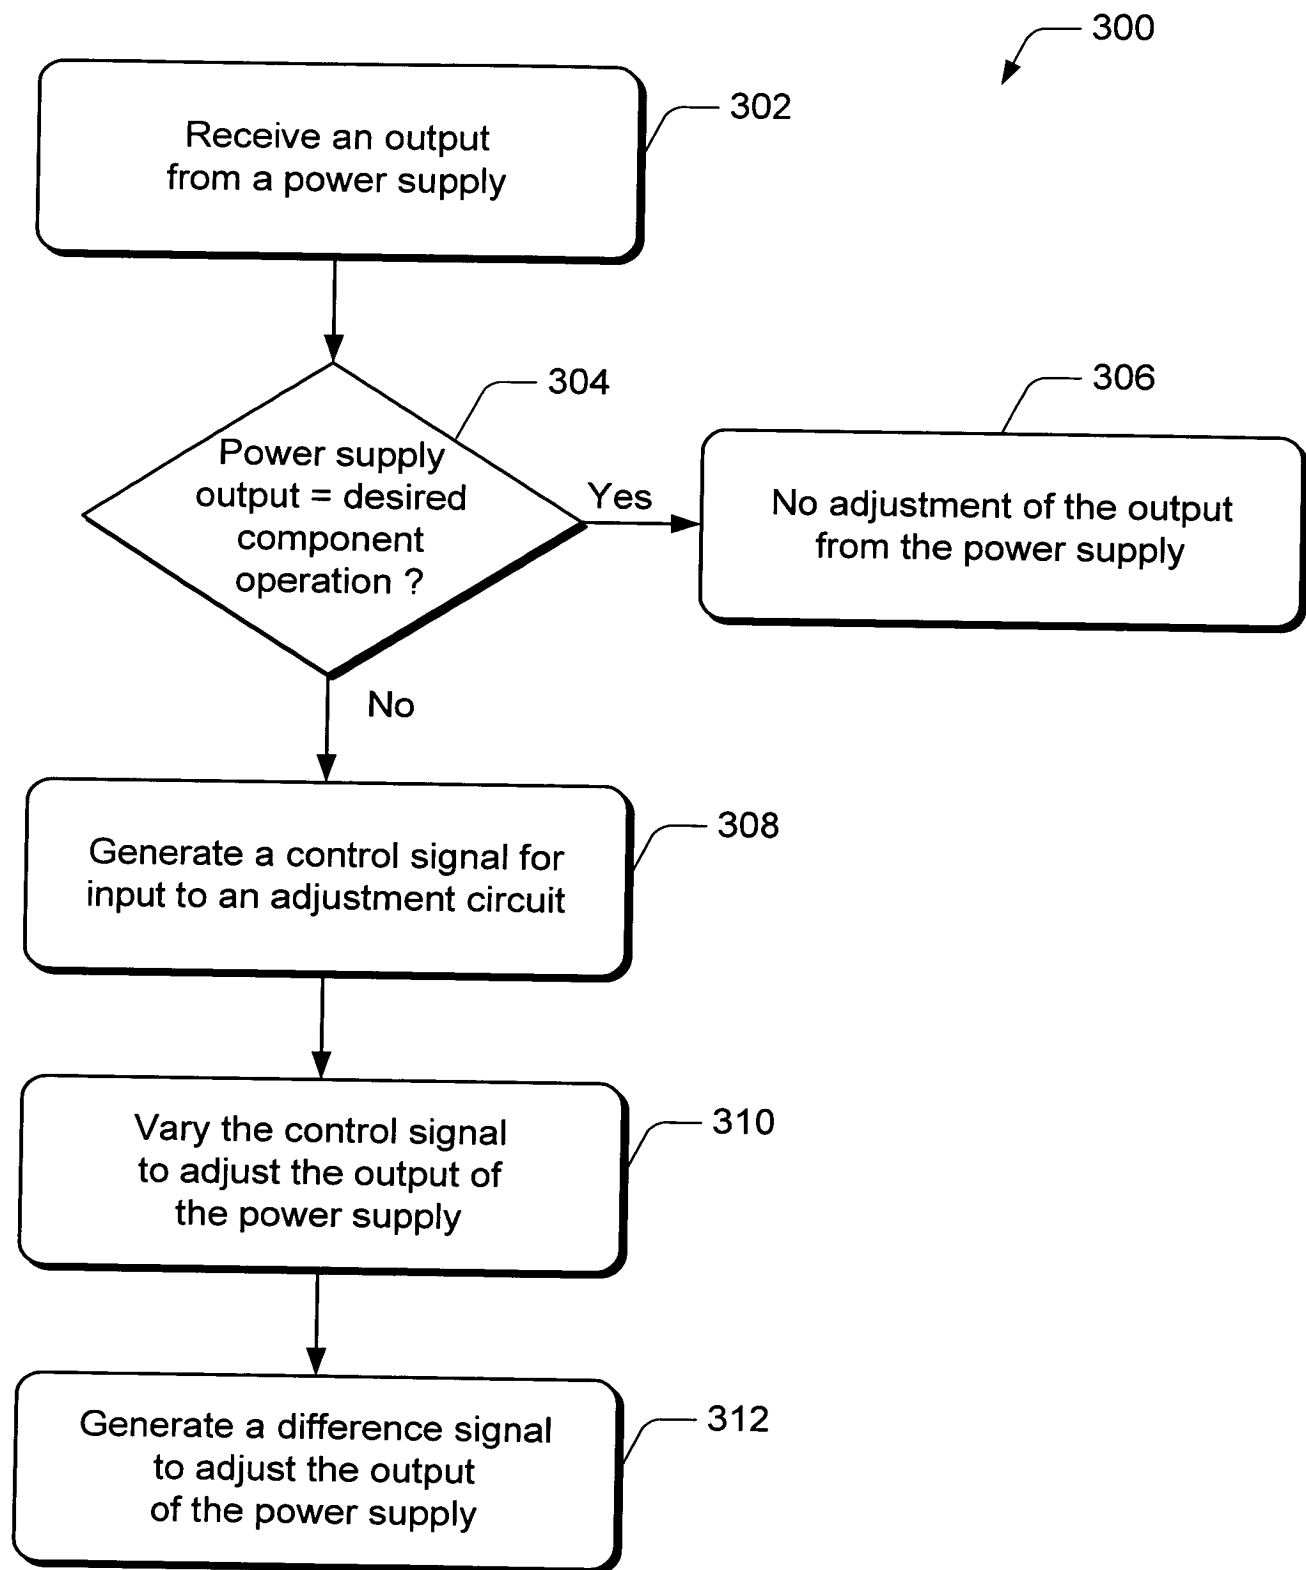 300
Receive an output
from a power supply
302
304
Power supply
output = desired
component
operation ?
Yes
306
No adjustment of the output
from the power supply
No
308
Generate a control signal for
input to an adjustment circuit
310
Vary the control signal
to adjust the output of
the power supply
312
Generate a difference signal
to adjust the output
of the power supply